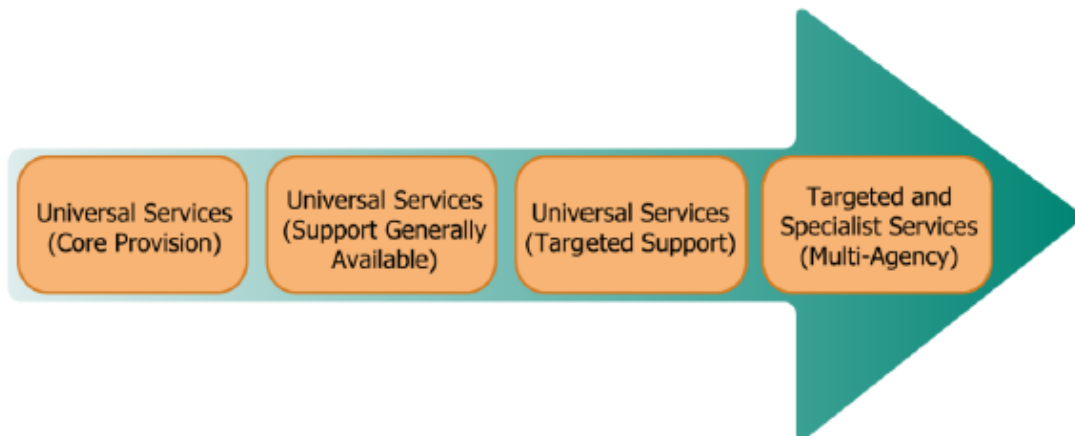 Universal Services
(Core Provision)
Universal Services
(Support Generally
Available)
Universal Services
(Targeted Support)
Targeted and
Specialist Services
(Multi-Agency)